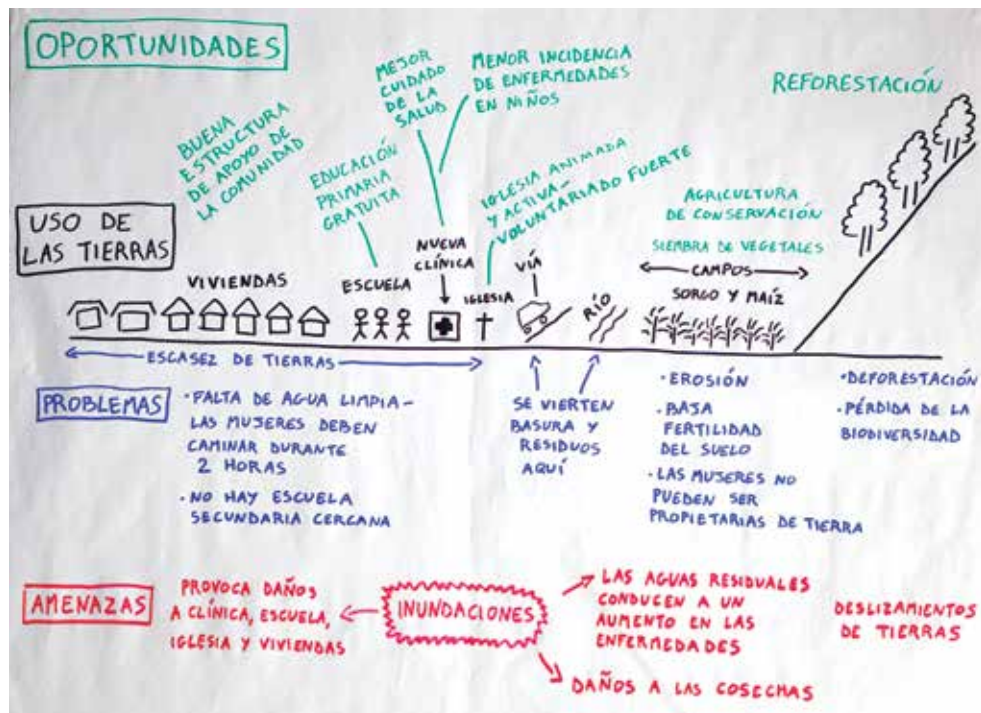 OPORTUNIDADES
BUENA
ESTRUCTURA
DE APOYO DE
LA COMUNIDAD
EDUCACIÓN
PRIMARIA
GRATUITA
MEJOR
CUIDADO
DE LA
SALUD
MENOR INCIDENCIA
DE ENFERMEDADES
EN NIÑOS
IGLESIA ANIMADA
Y ACTIVA-
VOLUNTARIADO FUERTE
AGRICULTURA
DE CONSERVACIÓN
SIEMBRA DE VEGETALES
REFORESTACIÓN
USO DE
LAS TIERRAS
VIVIENDAS
ESCUELA
NUEVA
CLÍNICA
IGLESIA
VÍA
RÍO
CAMPOS
SORGO Y MAÍZ
ESCASEZ DE TIERRAS
PROBLEMAS
·FALTA DE AGUA LIMPIA-
LAS MUJERES DEBEN
CAMINAR DURANTE
2 HORAS
·NO HAY ESCUELA
SECUNDARIA CERCANA
SE VIERTEN
BASURA Y
RESIDUOS
AQUÍ
·EROSIÓN
·BAJA
FERTILIDAD
DEL SUELO
·LAS MUJERES NO
PUEDEN SER
PROPIETARIAS DE TIERRA
·DEFORESTACIÓN
·PÉRDIDA DE LA
BIODIVERSIDAD
AMENAZAS
PROVOCA DAÑOS
A CLÍNICA, ESCUELA,
IGLESIA Y VIVIENDAS
INUNDACIONES
LAS AGUAS RESIDUALES
CONDUCEN A UN
AUMENTO EN LAS
ENFERMEDADES
DAÑOS A LAS COSECHAS
DESLIZAMIENTOS
DE TIERRAS